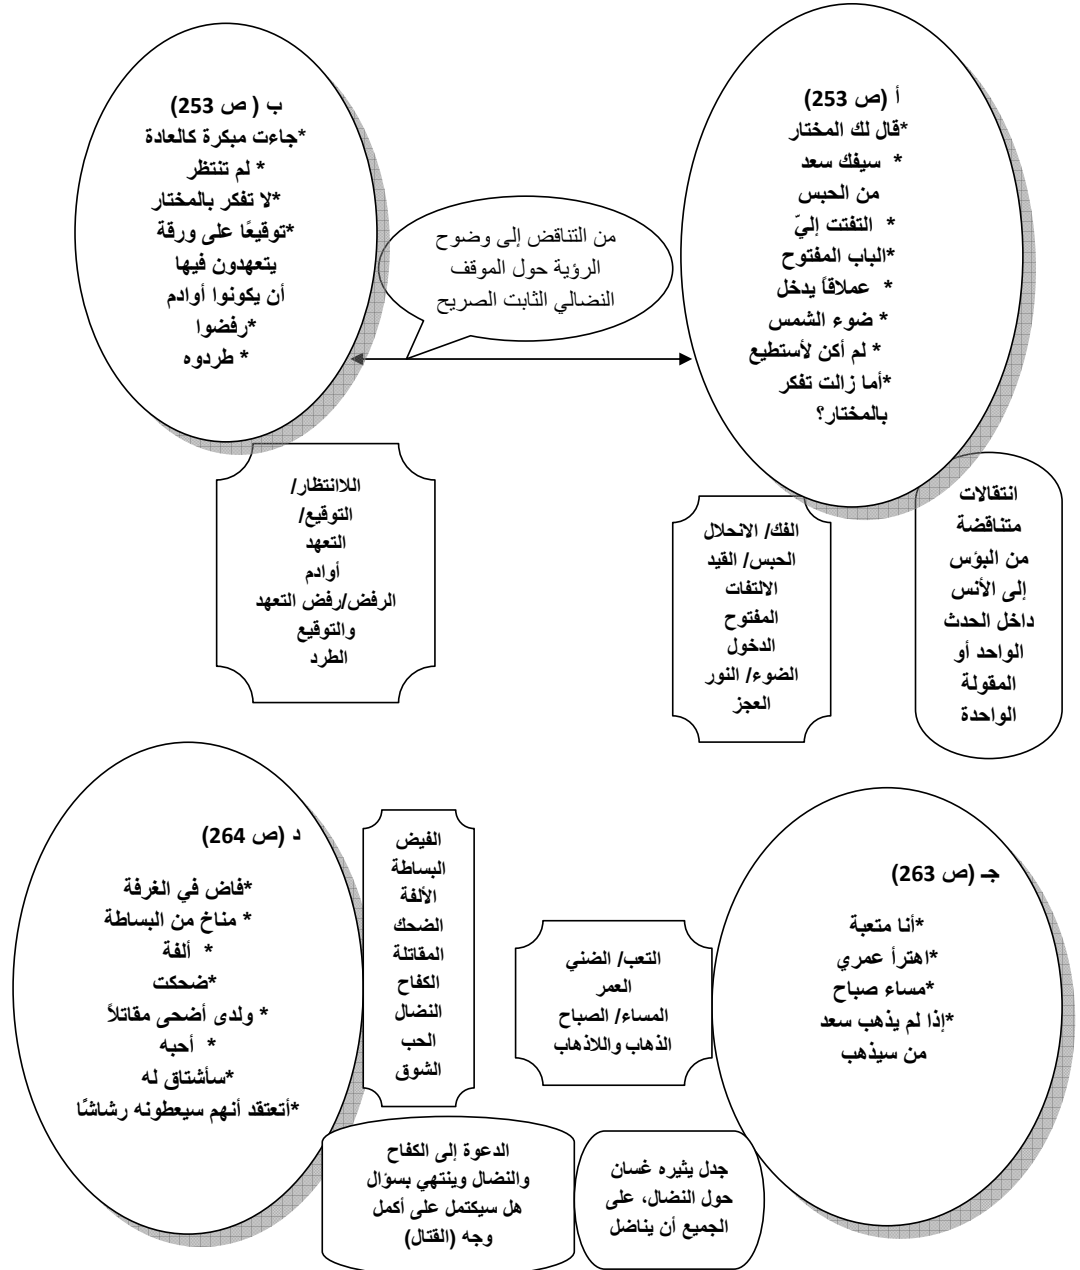 أ (ص 253)
*قال لك المختار
* سيفك سعد
من الحبس
* التفتت إليّ
*الباب المفتوح
* عملاقاً يدخل
* ضوء الشمس
* لم أكن لأستطيع
*أما زالت تفكر
بالمختار؟
من التناقض إلى وضوح
الرؤية حول الموقف
النضالي الثابت الصريح
ب ( ص 253)
*جاءت مبكرة كالعادة
* لم تنتظر
*لا تفكر بالمختار
*توقيعًا على ورقة
يتعهدون فيها
أن يكونوا أوادم
*رفضوا
* طردوه
انتقالات
متناقضة
من البؤس
إلى الأنس
داخل الحدث
الواحد أو
المقولة
الواحدة
الفك/ الانحلال
الحبس/ القيد
الالتفات
المفتوح
الدخول
الضوء/ النور
العجز
اللاانتظار/
التوقيع/
التعهد
أوادم
الرفض/رفض التعهد
والتوقيع
الطرد
جـ (ص 263)
*أنا متعبة
*اهترأ عمري
*مساء صباح
*إذا لم يذهب سعد
من سيذهب
التعب/ الضني
العمر
المساء/ الصباح
الذهاب واللاذهاب
الفيض
البساطة
الألفة
الضحك
المقاتلة
الكفاح
النضال
الحب
الشوق
د (ص 264)
*فاض في الغرفة
* مناخ من البساطة
* ألفة
*ضحكت
* ولدى أضحى مقاتلاً
* أحبه
*سأشتاق له
*أتعتقد أنهم سيعطونه رشاشًا
جدل يثيره غسان
حول النضال، على
الجميع أن يناضل
الدعوة إلى الكفاح
والنضال وينتهي بسؤال
هل سيكتمل على أكمل
وجه (القتال)